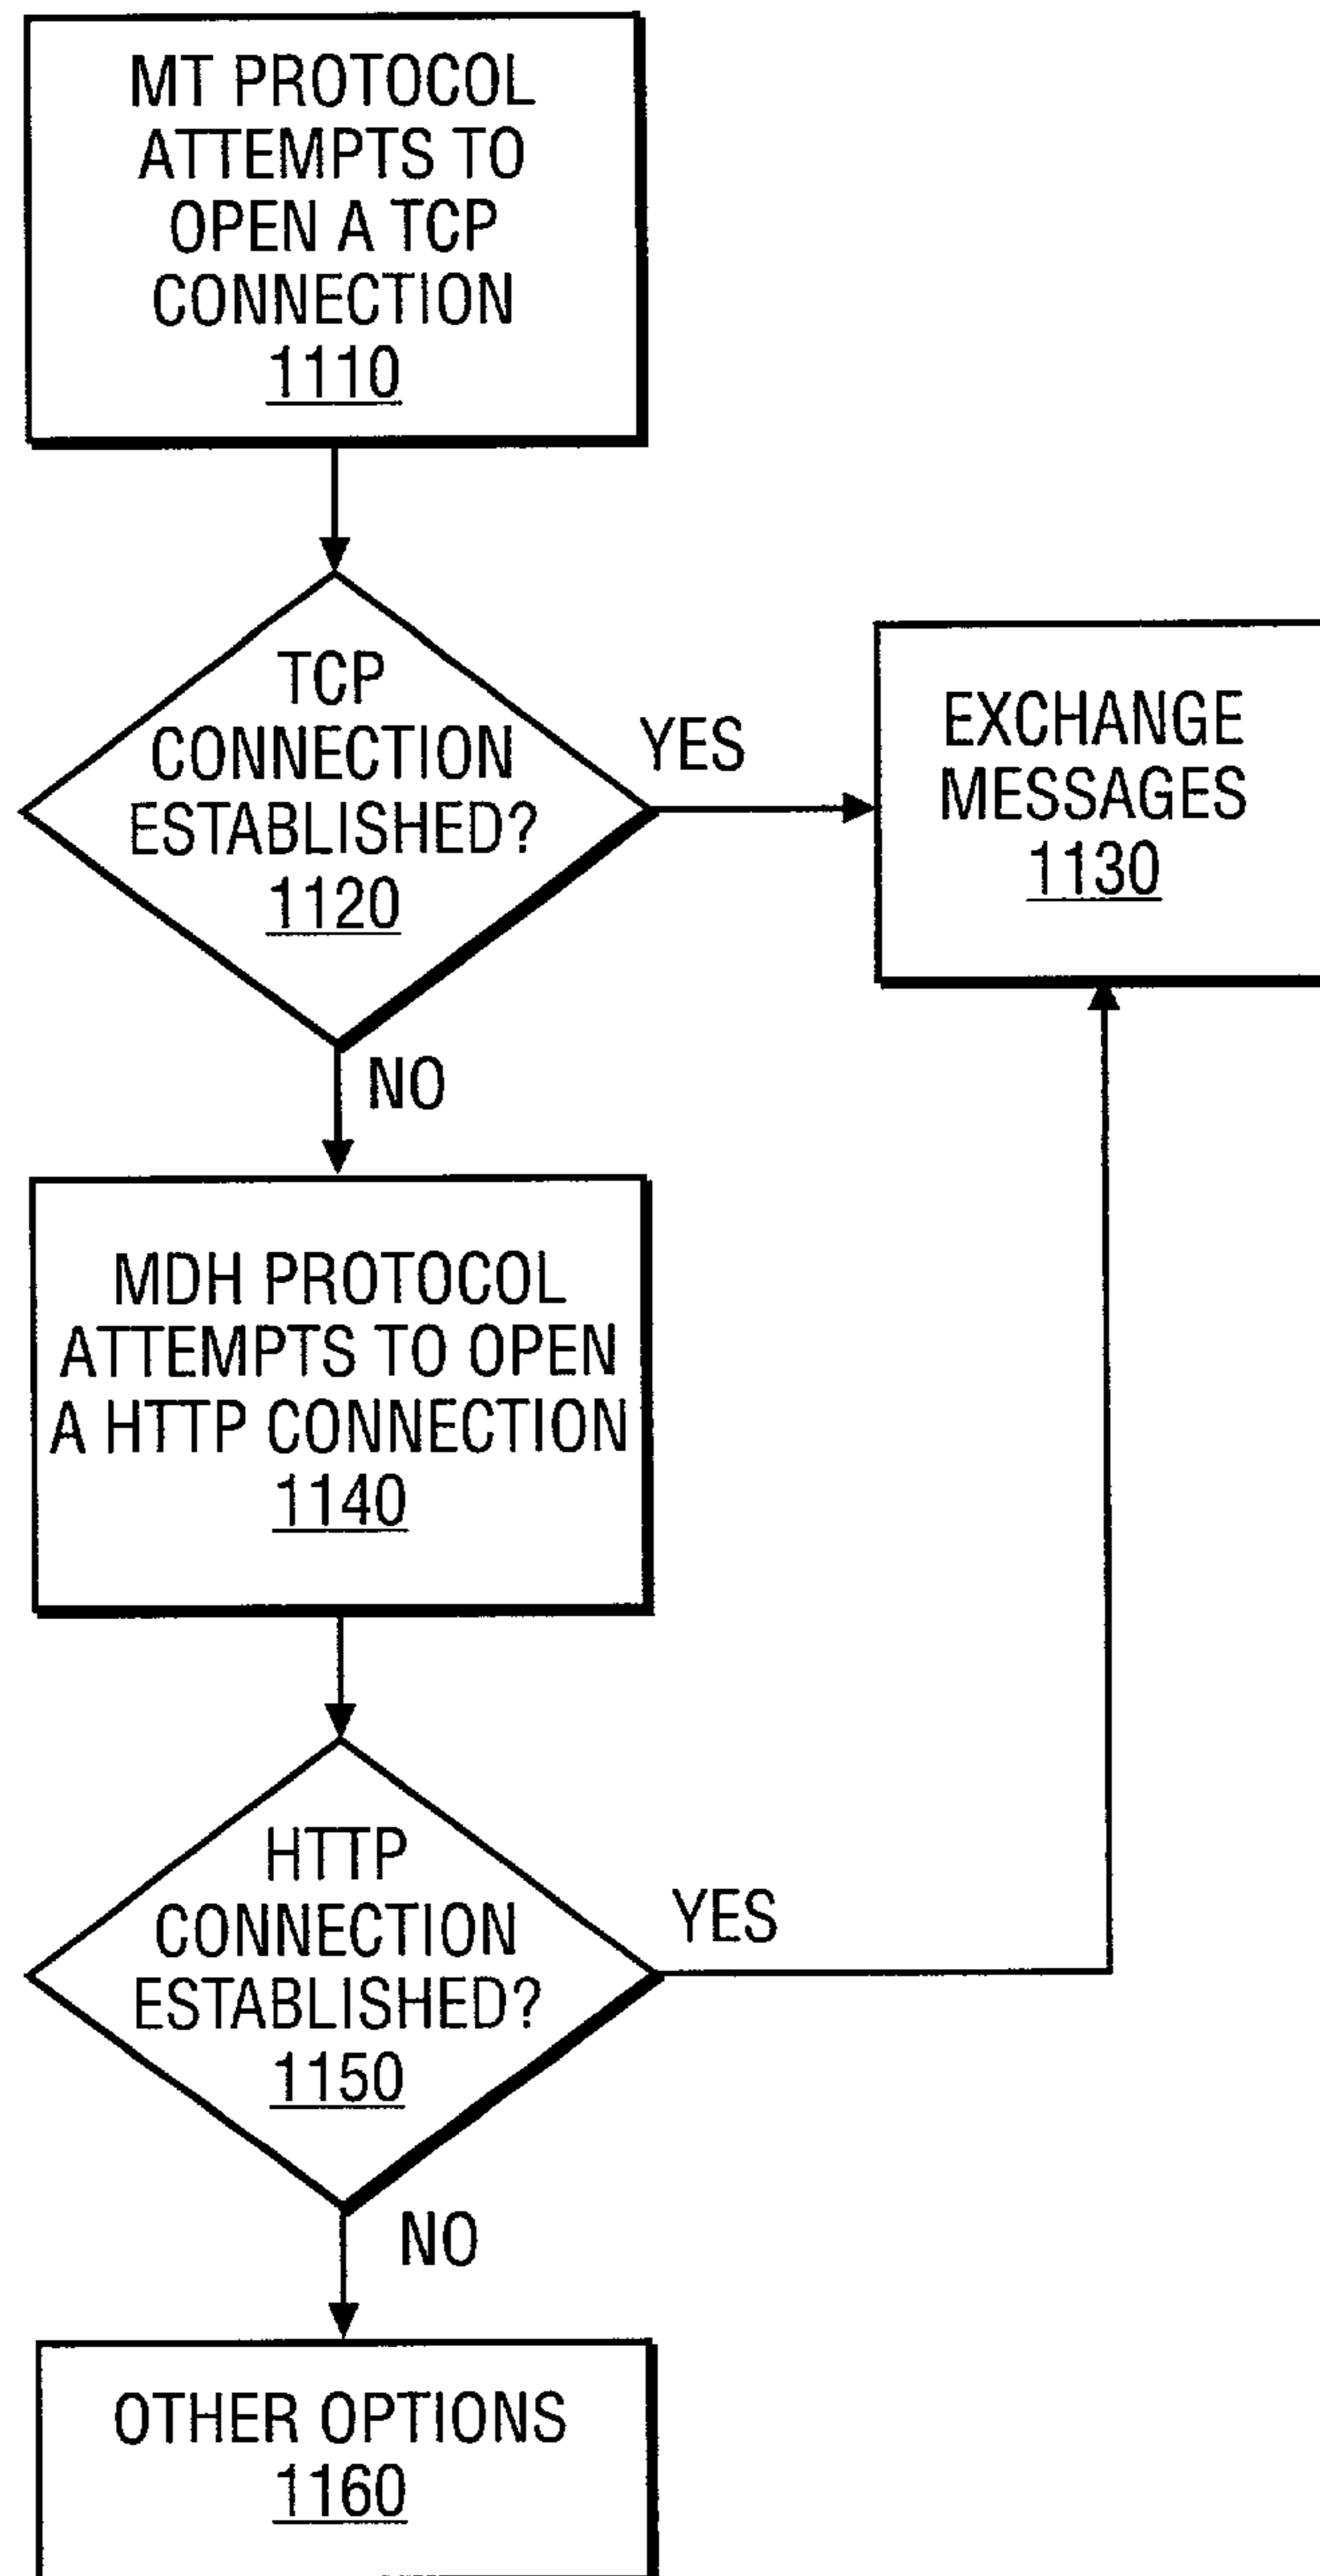 MT PROTOCOL
ATTEMPTS TO
OPEN A TCP
CONNECTION
1110
TCP
CONNECTION
ESTABLISHED?
1120
YES
EXCHANGE
MESSAGES
1130
NO
MDH PROTOCOL
ATTEMPTS TO OPEN
A HTTP CONNECTION
1140
HTTP
CONNECTION
ESTABLISHED?
1150
YES
NO
OTHER OPTIONS
1160